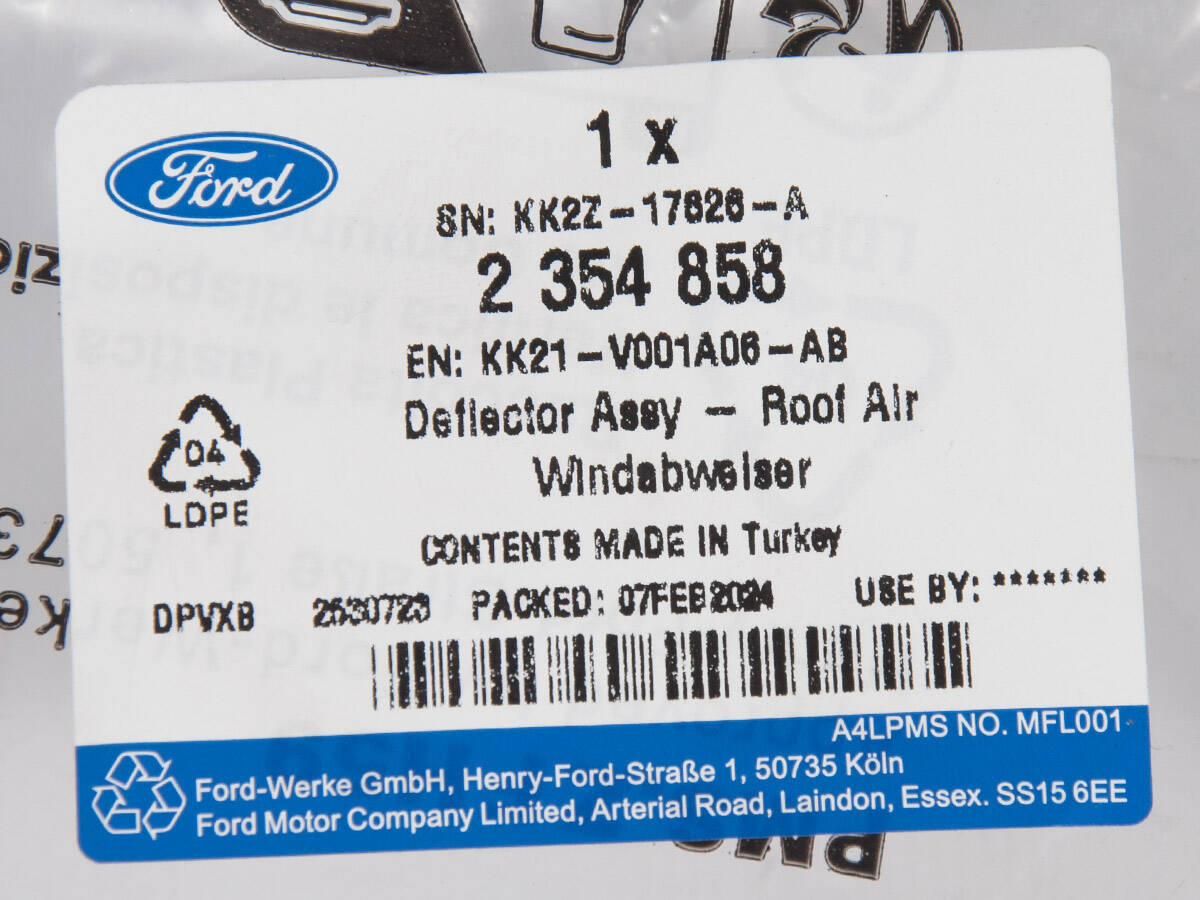 Ford
1 x
SN: KK2Z-17626-A
2 354 858
EN: KK21-V001A06-AB
Deflector Assy - Roof Air
Windabweiser
04
LDPE
CONTENTS MADE IN Turkey
DPVXB 2530723 PACKED: 07FEB2024 USE BY: *******
A4LPMS NO. MFL001
Ford-Werke GmbH, Henry-Ford-Straße 1, 50735 Köln
Ford Motor Company Limited, Arterial Road, Laindon, Essex. SS15 6EE